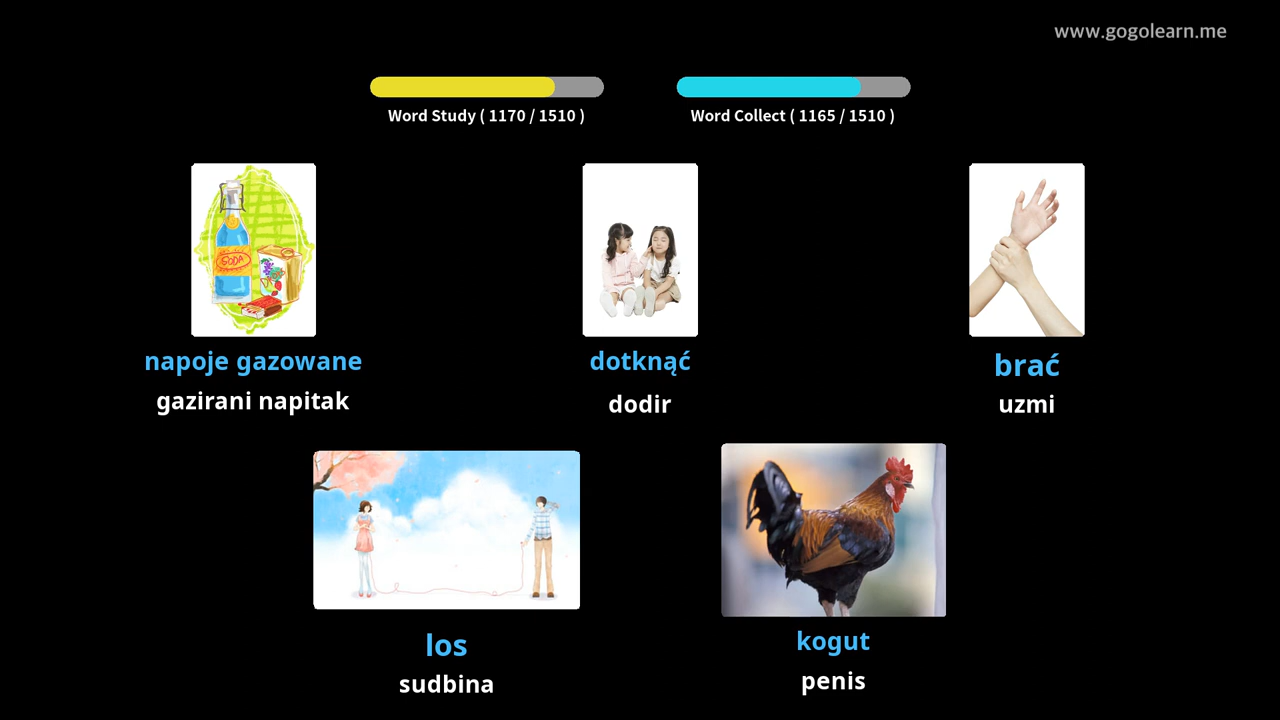 www.gogolearn.me
Word Study ( 1170 / 1510 )
Word Collect ( 1165 / 1510 )
SODA
napoje gazowane
gazirani napitak
dotknąć
dodir
brać
uzmi
los
sudbina
kogut
penis